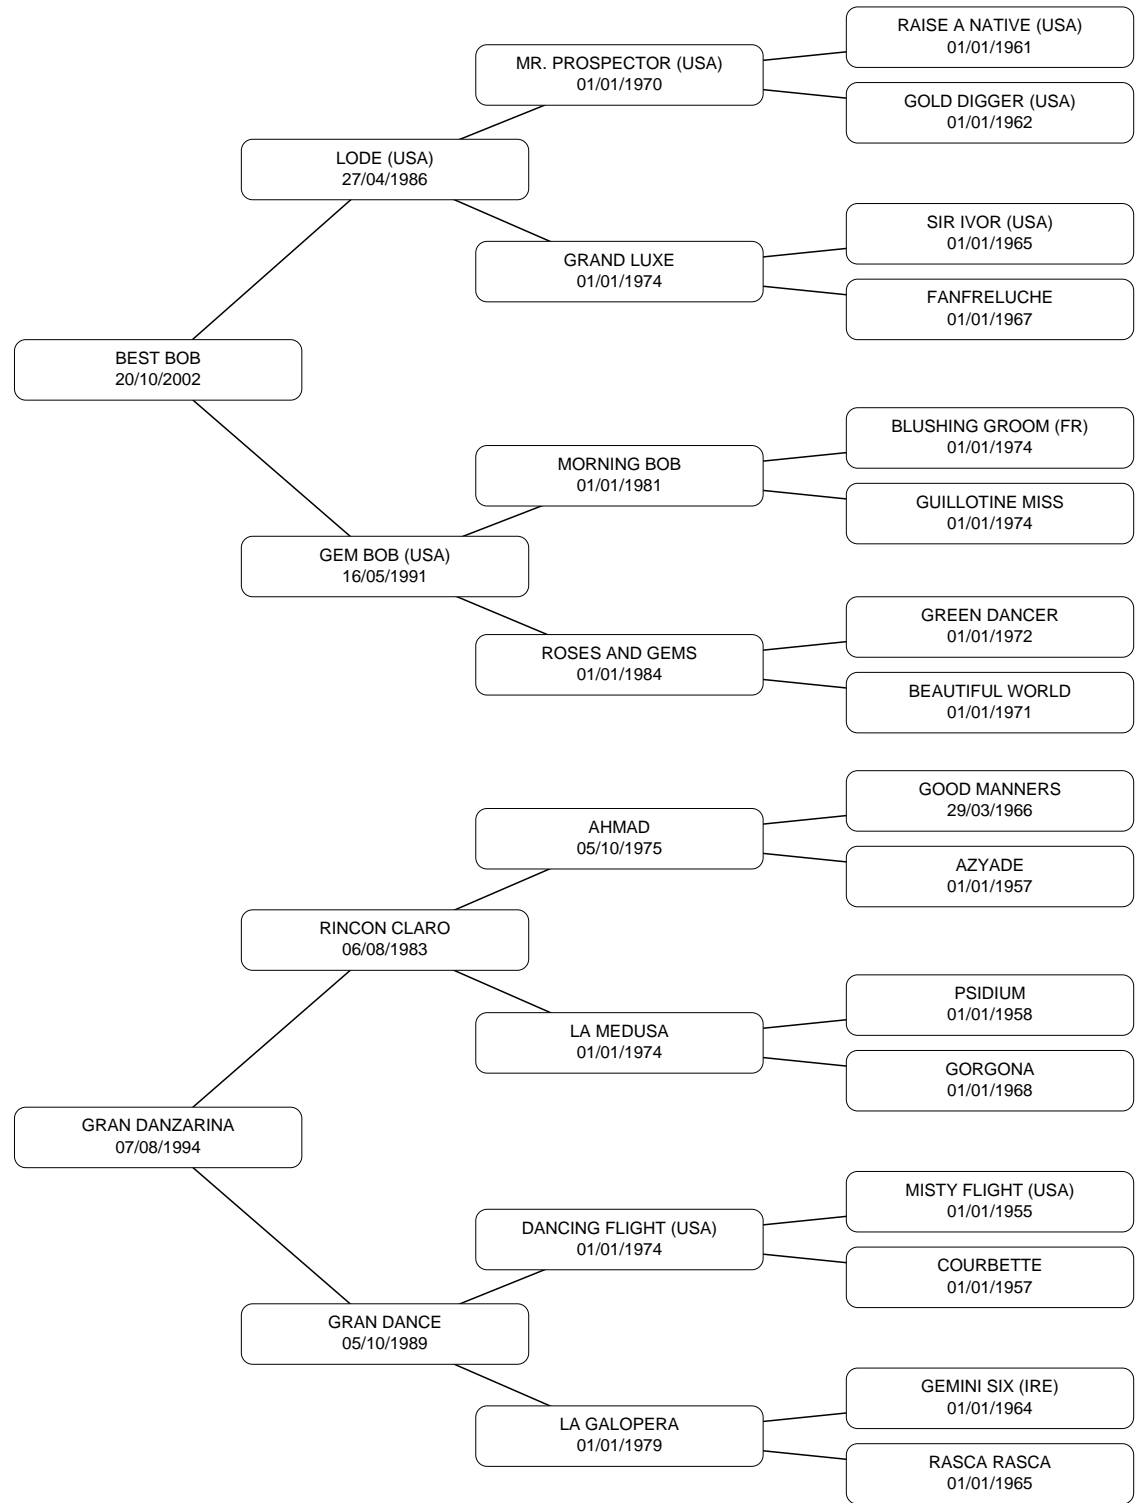 RAISE A NATIVE (USA)
01/01/1961
MR. PROSPECTOR (USA)
01/01/1970
GOLD DIGGER (USA)
01/01/1962
LODE (USA)
27/04/1986
SIR IVOR (USA)
01/01/1965
GRAND LUXE
01/01/1974
FANFRELUCHE
01/01/1967
BEST BOB
20/10/2002
BLUSHING GROOM (FR)
01/01/1974
MORNING BOB
01/01/1981
GUILLOTINE MISS
01/01/1974
GEM BOB (USA)
16/05/1991
GREEN DANCER
01/01/1972
ROSES AND GEMS
01/01/1984
BEAUTIFUL WORLD
01/01/1971
GOOD MANNERS
29/03/1966
AHMAD
05/10/1975
AZYADE
01/01/1957
RINCON CLARO
06/08/1983
PSIDIUM
01/01/1958
LA MEDUSA
01/01/1974
GORGONA
01/01/1968
GRAN DANZARINA
07/08/1994
MISTY FLIGHT (USA)
01/01/1955
DANCING FLIGHT (USA)
01/01/1974
COURBETTE
01/01/1957
GRAN DANCE
05/10/1989
GEMINI SIX (IRE)
01/01/1964
LA GALOPERA
01/01/1979
RASCA RASCA
01/01/1965